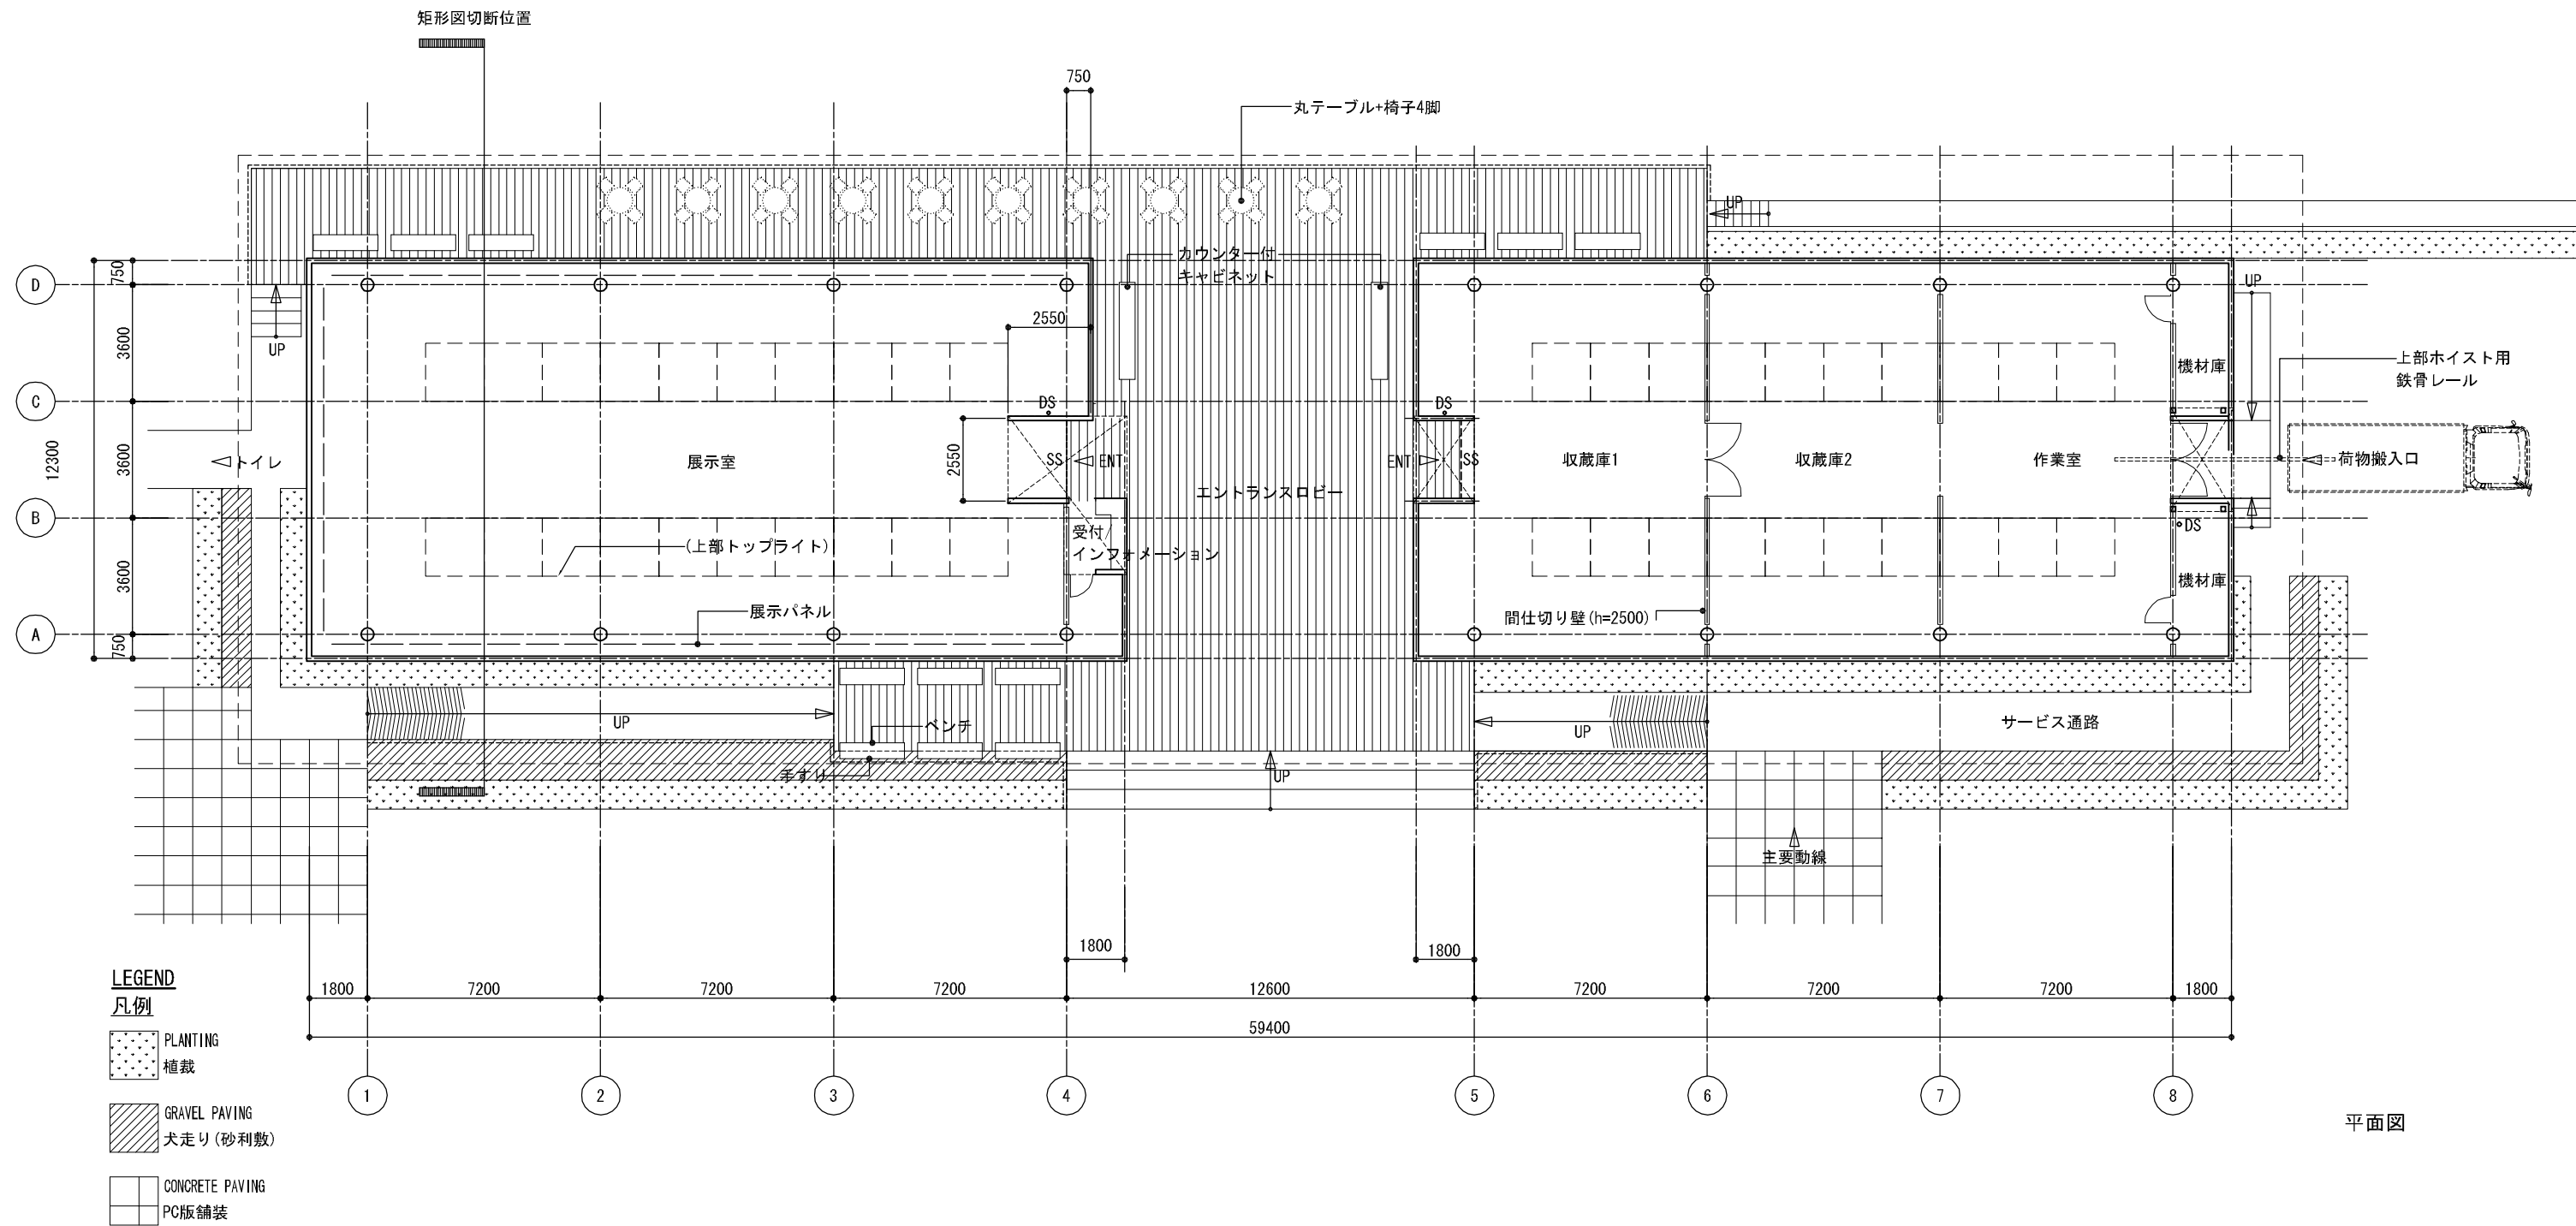 矩形図切断位置
750
丸テーブル+椅子4脚
UP
カウンター付
キャビネット
D
750
UP
2550
3600
UP
機材庫
上部ホイスト用
鉄骨レール
C
DS
DS
12300
3600
トイレ
展示室
2550
SS
ENT
エントランスロビー
ENT
SS
収蔵庫1
収蔵庫2
作業室
荷物搬入口
B
DS
受付
インフォメーション
(上部トップライト)
3600
機材庫
展示パネル
間仕切り壁(h=2500)
A
750
UP
ベンチ
UP
サービス通路
手すり
UP
主要動線
1800
1800
1800
7200
7200
7200
12600
7200
7200
7200
1800
59400
1
2
3
4
5
6
7
8
LEGEND
凡例
PLANTING
植裁
GRAVEL PAVING
犬走り(砂利敷)
CONCRETE PAVING
PC版舗装
平面図